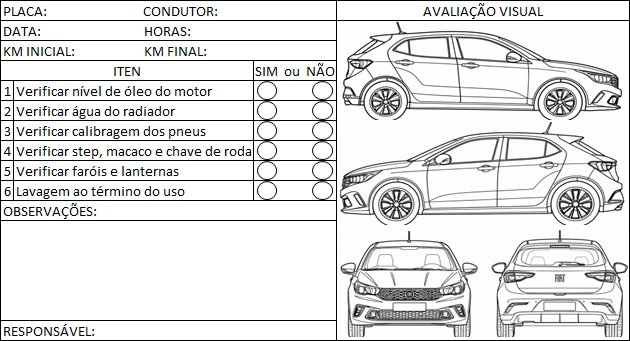 PLACA: CONDUTOR:
DATA: HORAS:
KM INICIAL: KM FINAL:
ITEN SIM ou NÃO
1 Verificar nível de óleo do motor
2 Verificar água do radiador
3 Verificar calibragem dos pneus
4 Verificar step, macaco e chave de roda
5 Verificar faróis e lanternas
6 Lavagem ao término do uso
OBSERVAÇÕES:
RESPONSÁVEL:
AVALIAÇÃO VISUAL
FIAT